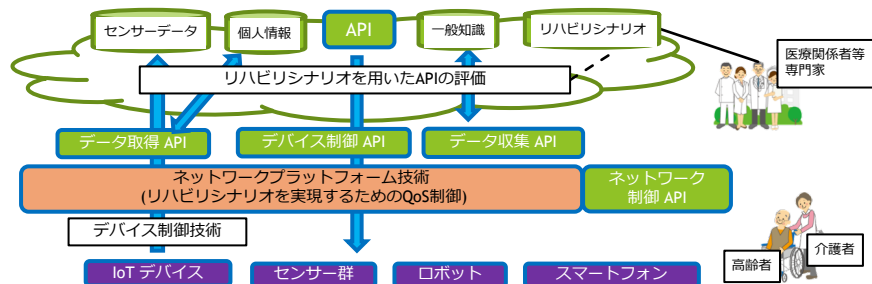 センサーデータ
個人情報
API
一般知識
リハビリシナリオ
医療関係者等
専門家
リハビリシナリオを用いたAPIの評価
データ取得 API
デバイス制御 API
データ収集 API
ネットワークプラットフォーム技術
(リハビリシナリオを実現するためのQoS制御)
ネットワーク
制御 API
デバイス制御技術
高齢者
介護者
IoT デバイス
センサー群
ロボット
スマートフォン